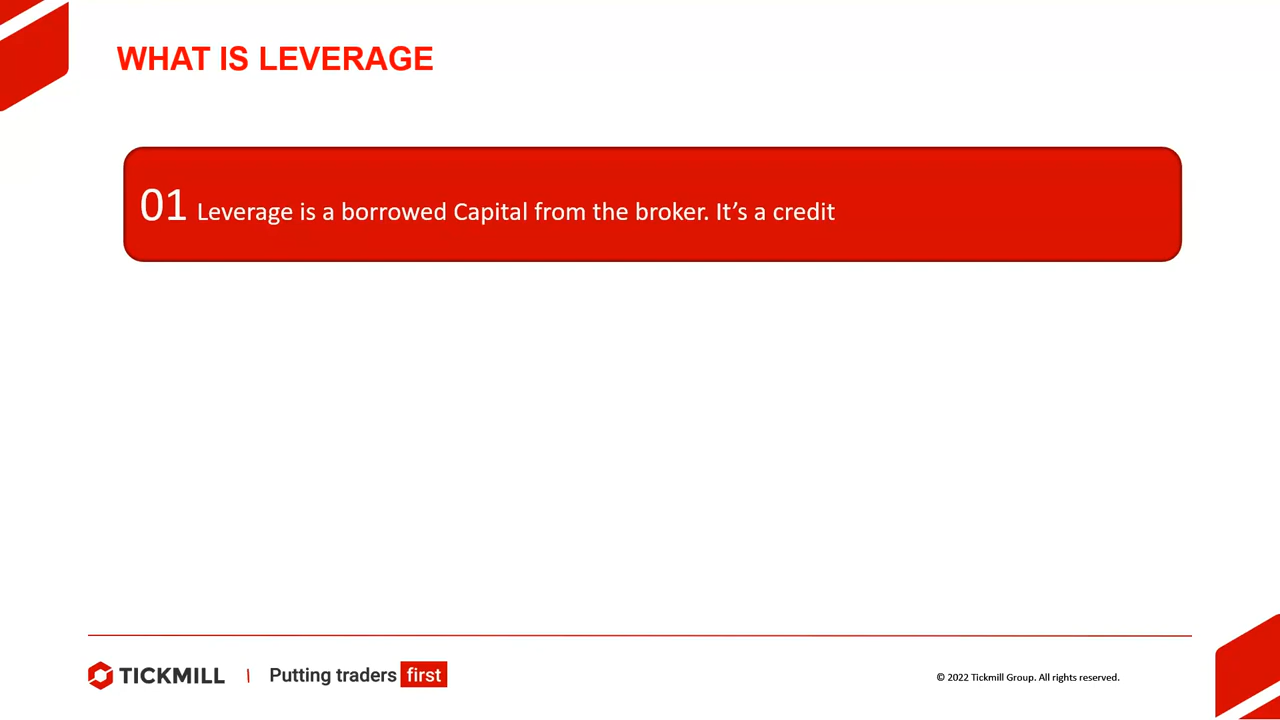 WHAT IS LEVERAGE
01 Leverage is a borrowed Capital from the broker. It’s a credit
TICKMILL | Putting traders first
© 2022 Tickmill Group. All rights reserved.